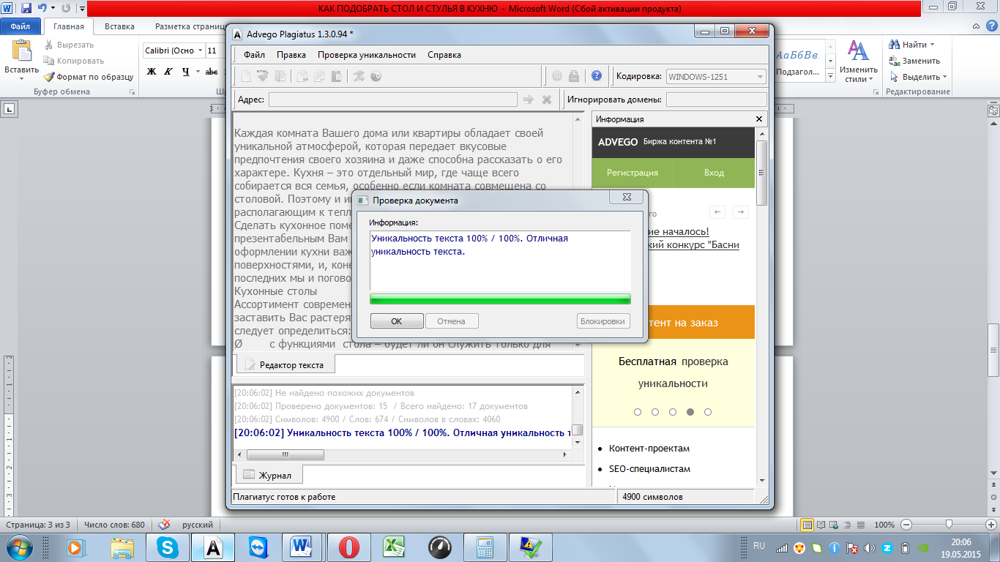 КАК ПОДОБРАТЬ СТОЛ И СТУЛЬЯ В КУХНЮ - Microsoft Word (Сбой активации продукта)
Файл Главная Вставка Разметка страниц
Вставить
Вырезать
Копировать
Формат по образцу
Буфер обмена
Calibri (Осно 11
Ж К Ч abc
АаБбВв
Подзагол...
Изменить стили
Найти
Заменить
Выделить
Редактирование
Advego Plagiatus 1.3.0.94 *
Файл Правка Проверка уникальности Справка
Кодировка: WINDOWS-1251
Адрес:
Игнорировать домены:
Каждая комната Вашего дома или квартиры обладает своей
уникальной атмосферой, которая передает вкусовые
предпочтения своего хозяина и даже способна рассказать о его
характере. Кухня – это отдельный мир, где чаще всего
собирается вся семья, особенно если комната совмещена со
столовой. Поэтому и
располагающим к тепл
Сделать кухонное поме
презентабельным Вам
оформлении кухни важ
поверхностями, и, коне
последних мы и погово
Кухонные столы
Ассортимент современ
заставить Вас растеря
следует определиться:
Ø с функциями стола – будет ли он служить только для
Редактор текста
[20:06:02] Не найдено похожих документов
[20:06:02] Проверено документов: 15 / Всего найдено: 17 документов
[20:06:02] Символов: 4900 / Слов: 674 / Символов в словах: 4060
[20:06:02] Уникальность текста 100% / 100%. Отличная уникальность т
Журнал
Плагиатус готов к работе
4900 символов
Информация
ADVEGO Биржа контента №1
Регистрация Вход
го
ие началось!
кий конкурс "Басни
тент на заказ
Бесплатная проверка
уникальности
Контент-проектам
SEO-специалистам
Проверка документа
Информация:
Уникальность текста 100% / 100%. Отличная
уникальность текста.
OK Отмена Блокировки
Страница: 3 из 3 Число слов: 680 русский
100%
RU
20:06
19.05.2015